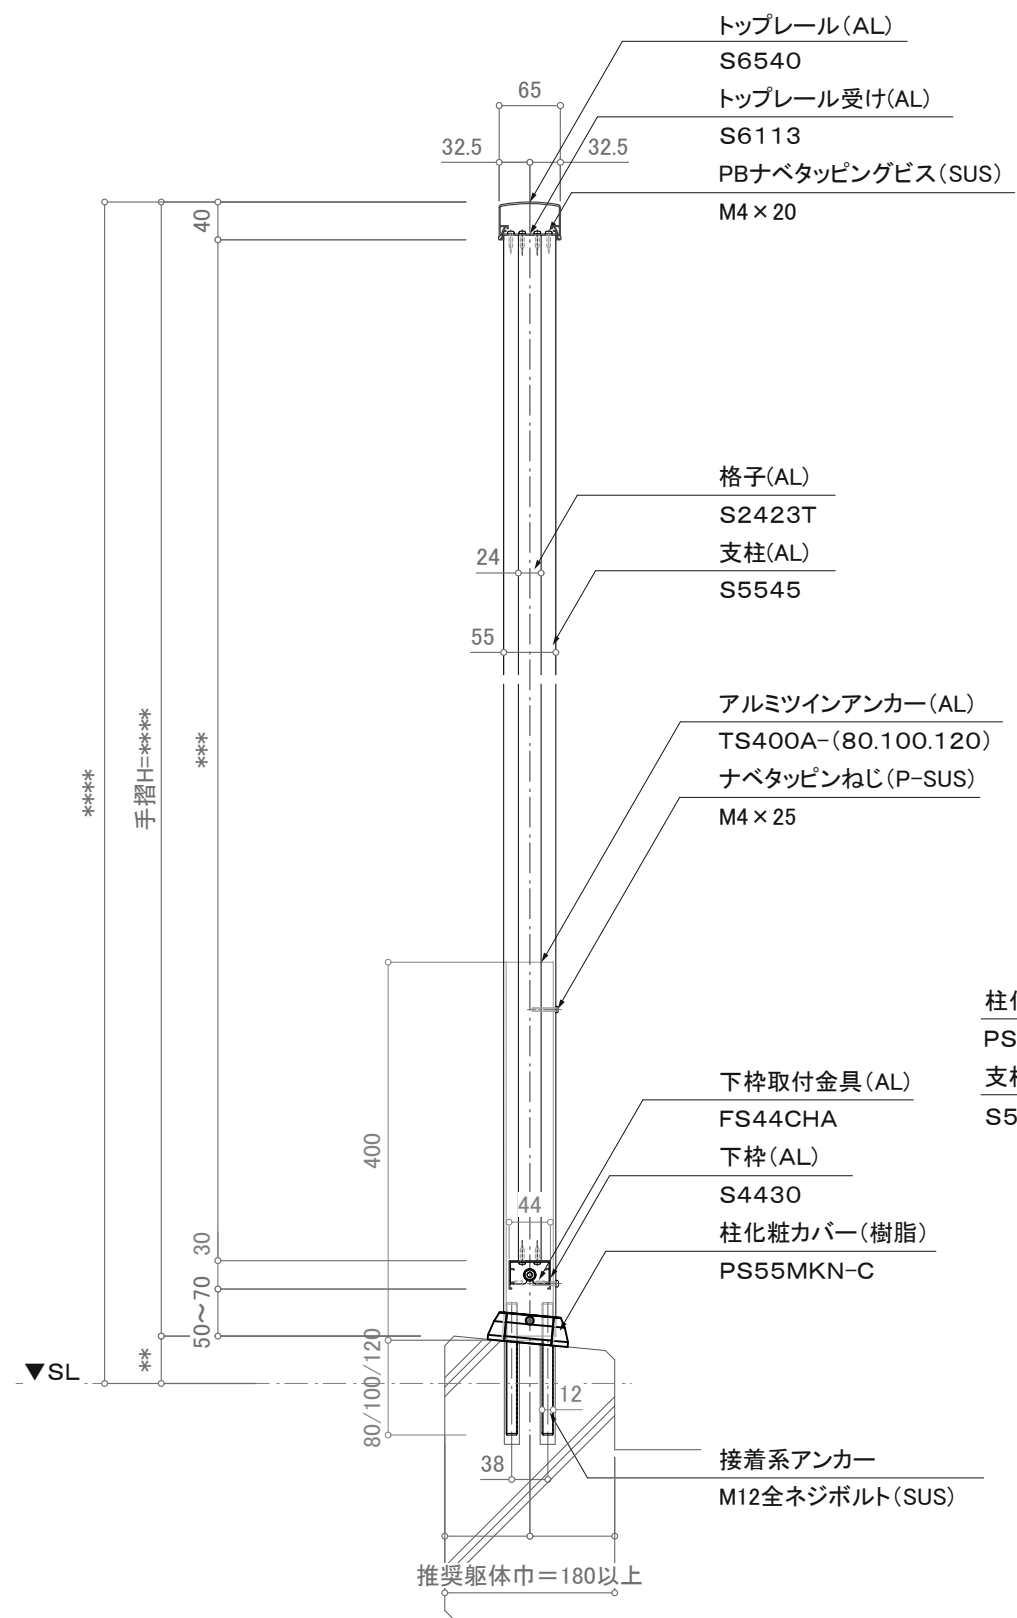 トップレール(AL)
S6540
65
トップレール受け(AL)
S6113
32.5
32.5
PBナベタッピングビス(SUS)
M4×20
40
格子(AL)
S2423T
24
支柱(AL)
S5545
55
アルミツインアンカー(AL)
TS400A-(80.100.120)
ナベタッピンねじ(P-SUS)
M4×25
****
手摺H=****
***
柱
PS
支
S5
下枠取付金具(AL)
FS44CHA
400
下枠(AL)
S4430
44
30
柱化粧カバー(樹脂)
PS55MKN-C
50～70
**
▼SL
80/100/120
12
38
接着系アンカー
M12全ネジボルト(SUS)
推奨躯体巾＝180以上